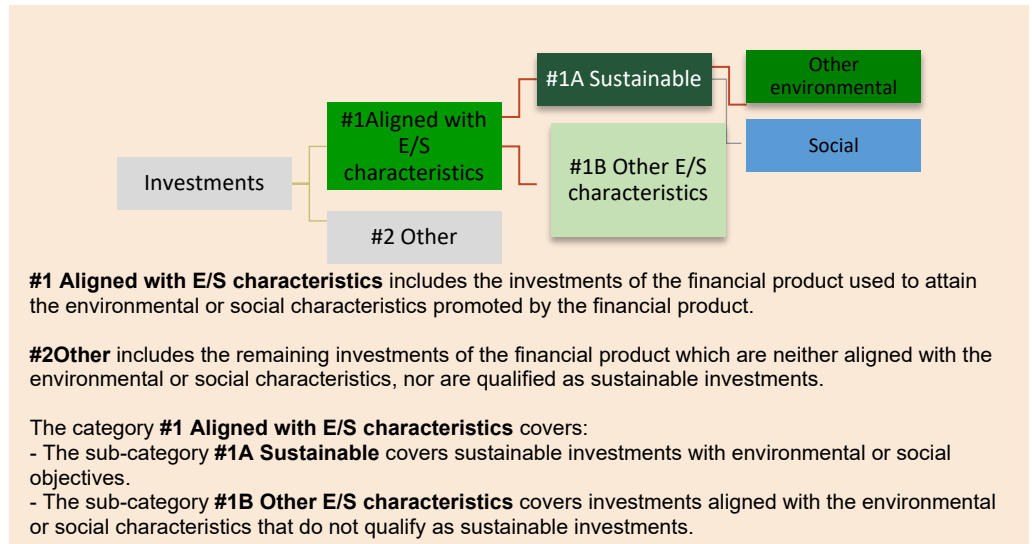 Investments
#1Aligned with
E/S
characteristics
#2 Other
#1A Sustainable
#1B Other E/S
characteristics
Other
environmental
Social
#1 Aligned with E/S characteristics includes the investments of the financial product used to attain
the environmental or social characteristics promoted by the financial product.
#2Other includes the remaining investments of the financial product which are neither aligned with the
environmental or social characteristics, nor are qualified as sustainable investments.
The category #1 Aligned with E/S characteristics covers:
- The sub-category #1A Sustainable covers sustainable investments with environmental or social
objectives.
- The sub-category #1B Other E/S characteristics covers investments aligned with the environmental
or social characteristics that do not qualify as sustainable investments.